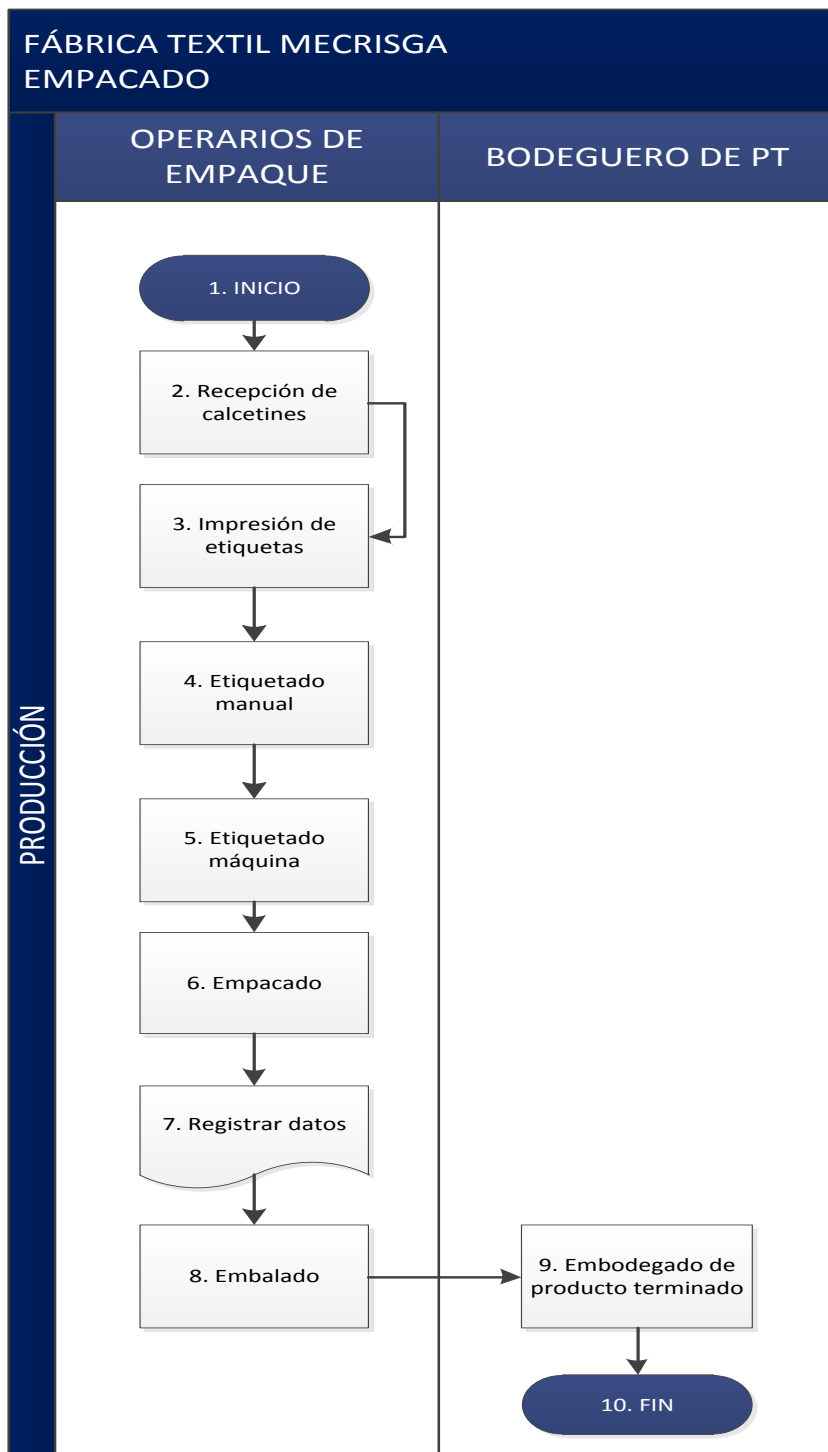 FÁBRICA TEXTIL MECRISGA
EMPACADO
OPERARIOS DE
EMPAQUE
BODEGUERO DE PT
PRODUCCIÓN
1. INICIO
2. Recepción de
calcetines
3. Impresión de
etiquetas
4. Etiquetado
manual
5. Etiquetado
máquina
6. Empacado
7. Registrar datos
8. Embalado
9. Embodegado de
producto terminado
10. FIN